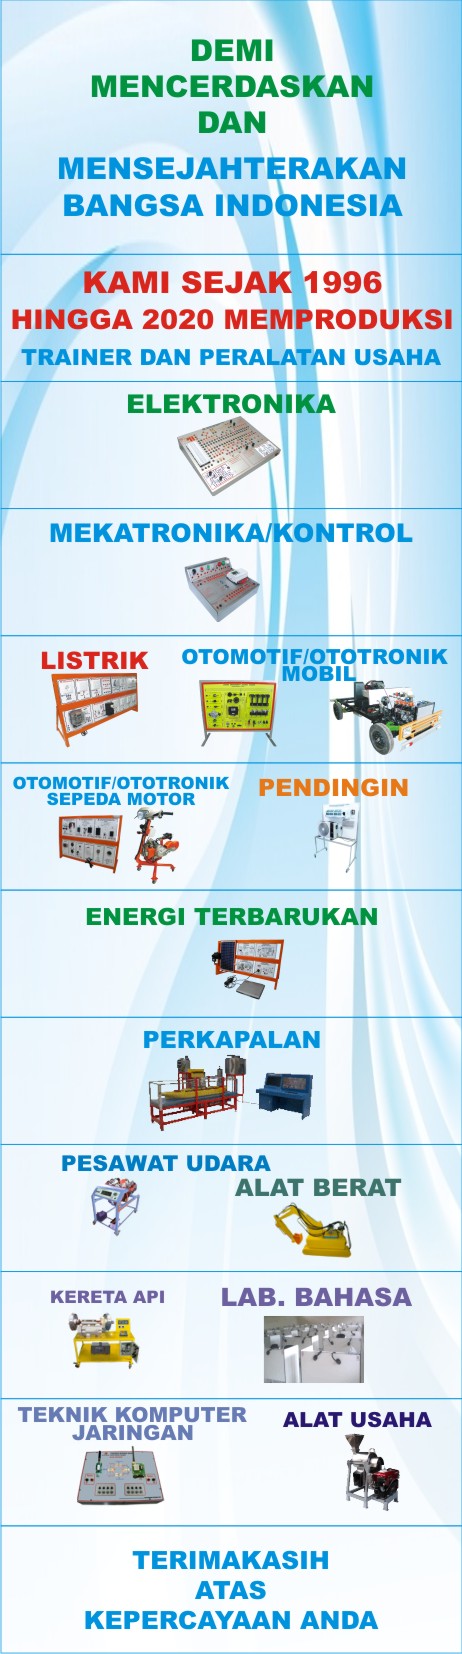 DEMI
MENCERDASKAN
DAN
MENSEJAHTERAKAN
BANGSA INDONESIA
KAMI SEJAK 1996
HINGGA 2020 MEMPRODUKSI
TRAINER DAN PERALATAN USAHA
ELEKTRONIKA
MEKATRONIKA/KONTROL
LISTRIK
OTOMOTIF/OTOTRONIK
MOBIL
OTOMOTIF/OTOTRONIK
SEPEDA MOTOR
PENDINGIN
ENERGI TERBARUKAN
PERKAPALAN
PESAWAT UDARA
ALAT BERAT
KERETA API
LAB. BAHASA
TEKNIK KOMPUTER
JARINGAN
ALAT USAHA
TERIMAKASIH
ATAS
KEPERCAYAAN ANDA